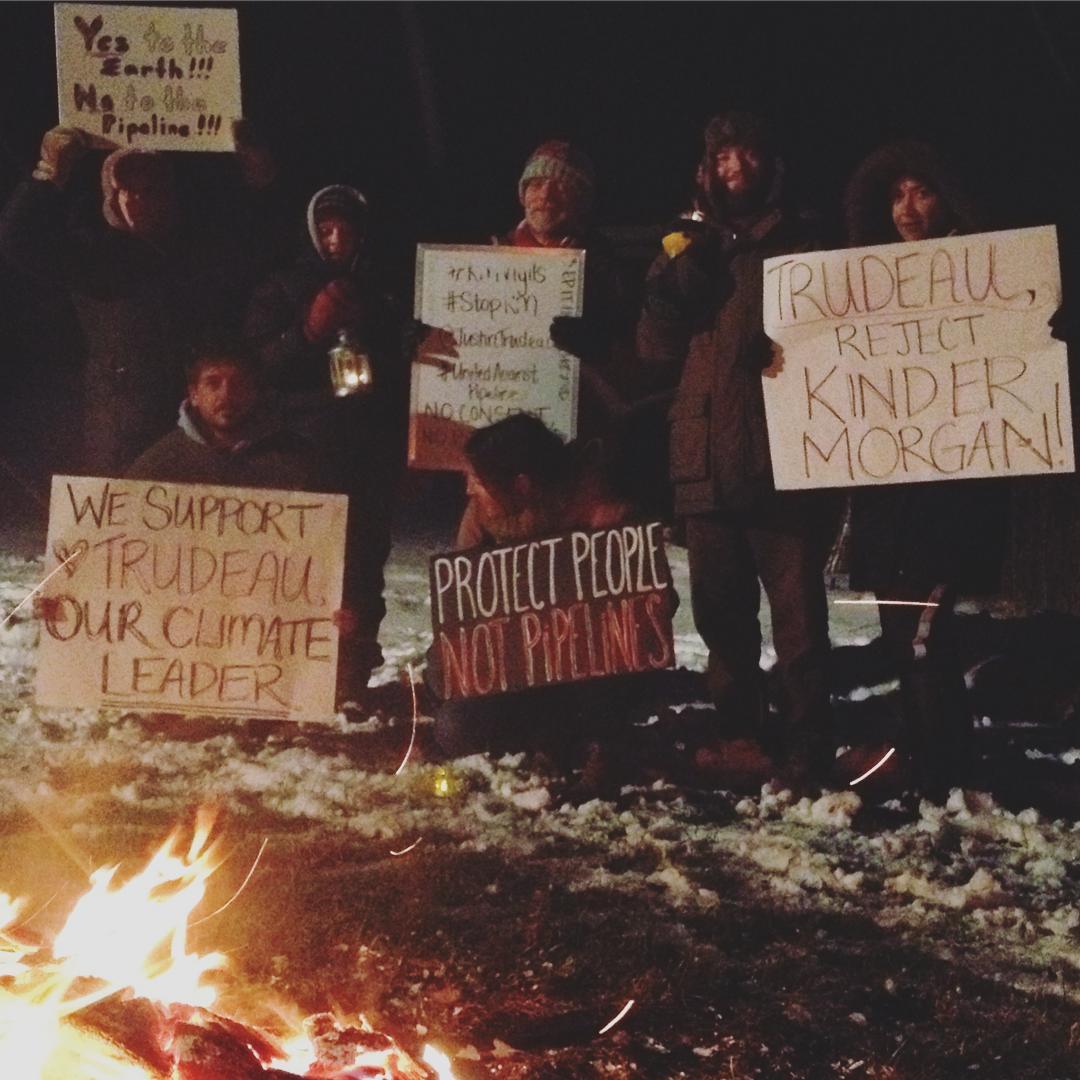 Yes to the
Earth!!!
No to the
Pipeline!!!
#StopKM
@JustinTrudeau
#UnitedAgainst
Pipelines
NO CONSENT
TRUDEAU,
REJECT
KINDER
MORGAN!
WE SUPPORT
TRUDEAU,
OUR CLIMATE
LEADER
PROTECT PEOPLE
NOT PIPELINES